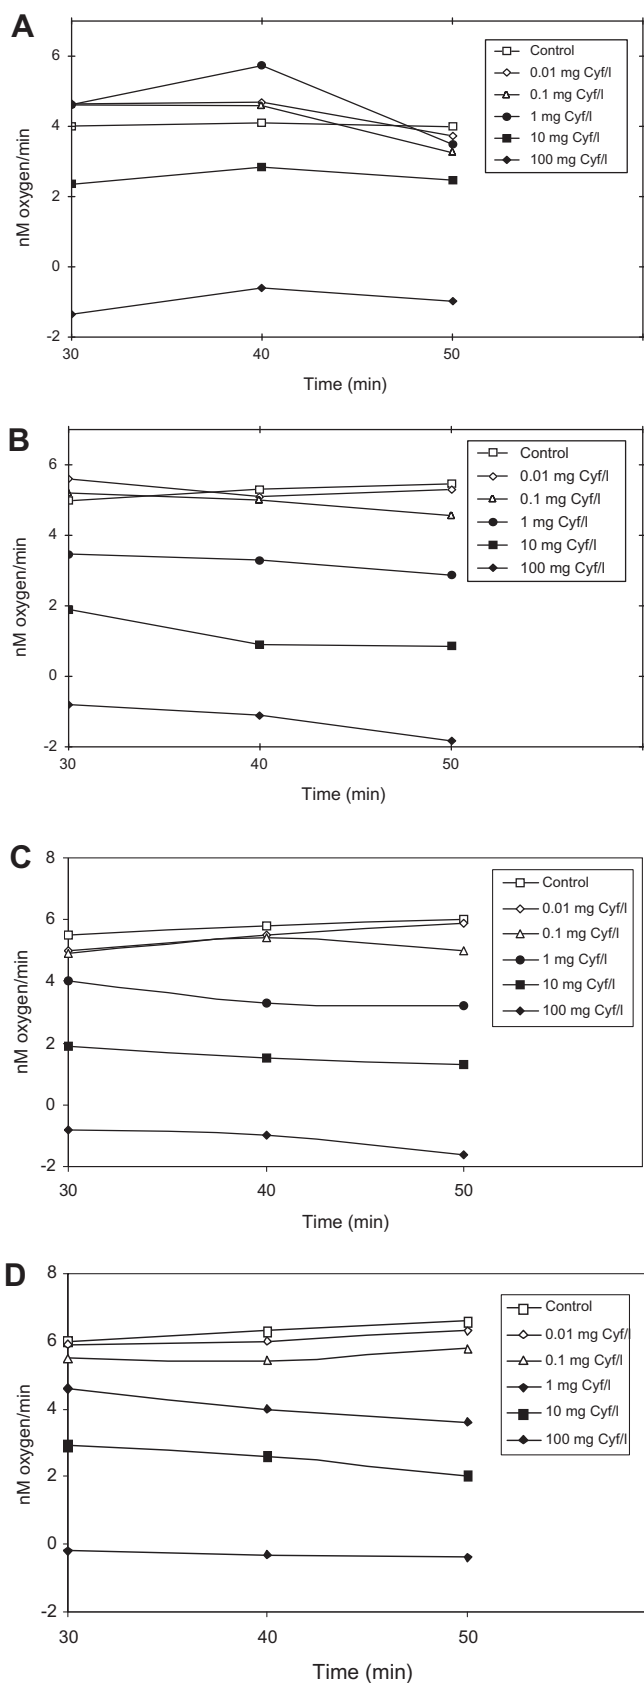 A
6
4
2
0
-2
nM oxygen/min
30 40 50
Time (min)
Control
0.01 mg Cyf/l
0.1 mg Cyf/l
1 mg Cyf/l
10 mg Cyf/l
100 mg Cyf/l
B
6
4
2
0
-2
nM oxygen/min
30 40 50
Time (min)
Control
0.01 mg Cyf/l
0.1 mg Cyf/l
1 mg Cyf/l
10 mg Cyf/l
100 mg Cyf/l
C
8
6
4
2
0
-2
nM oxygen/min
30 40 50
Time (min)
Control
0.01 mg Cyf/l
0.1 mg Cyf/l
1 mg Cyf/l
10 mg Cyf/l
100 mg Cyf/l
D
8
6
4
2
0
-2
nM oxygen/min
30 40 50
Time (min)
Control
0.01 mg Cyf/l
0.1 mg Cyf/l
1 mg Cyf/l
10 mg Cyf/l
100 mg Cyf/l